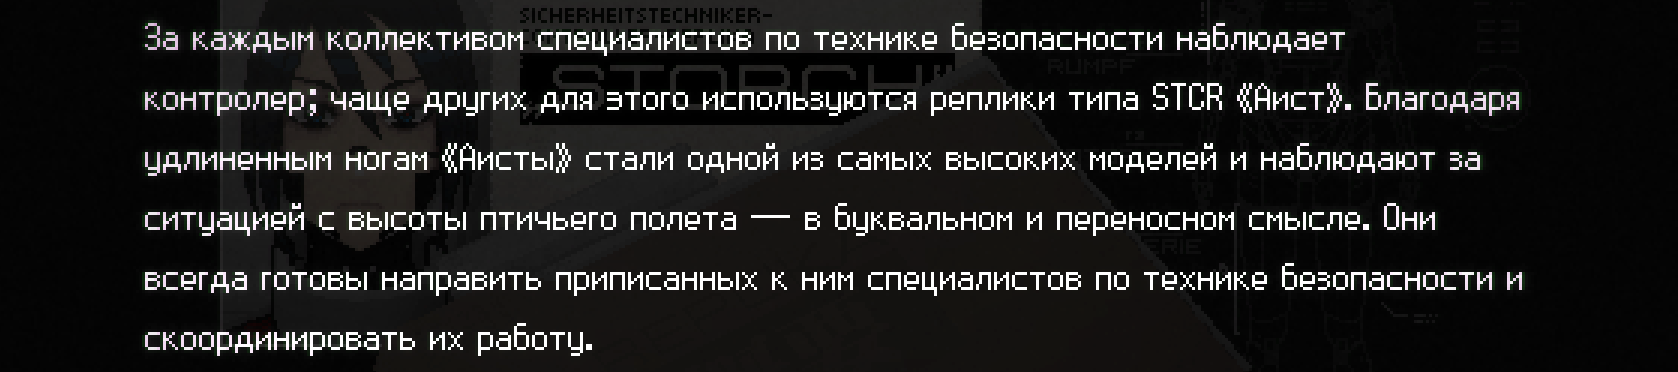 SICHERHEITSTECHNIKER-
За каждым коллективом специалистов по технике безопасности наблюдает
STORCH"
RUMPF
контролер; чаще других для этого используются реплики типа STCR 《Аист》. Благодаря
удлиненным ногам 《Аисты》 стали одной из самых высоких моделей и наблюдают за
ситуацией с высоты птичьего полета — в буквальном и переносном смысле. Они
всегда готовы направить приписанных к ним специалистов по технике безопасности и
скоординировать их работу.